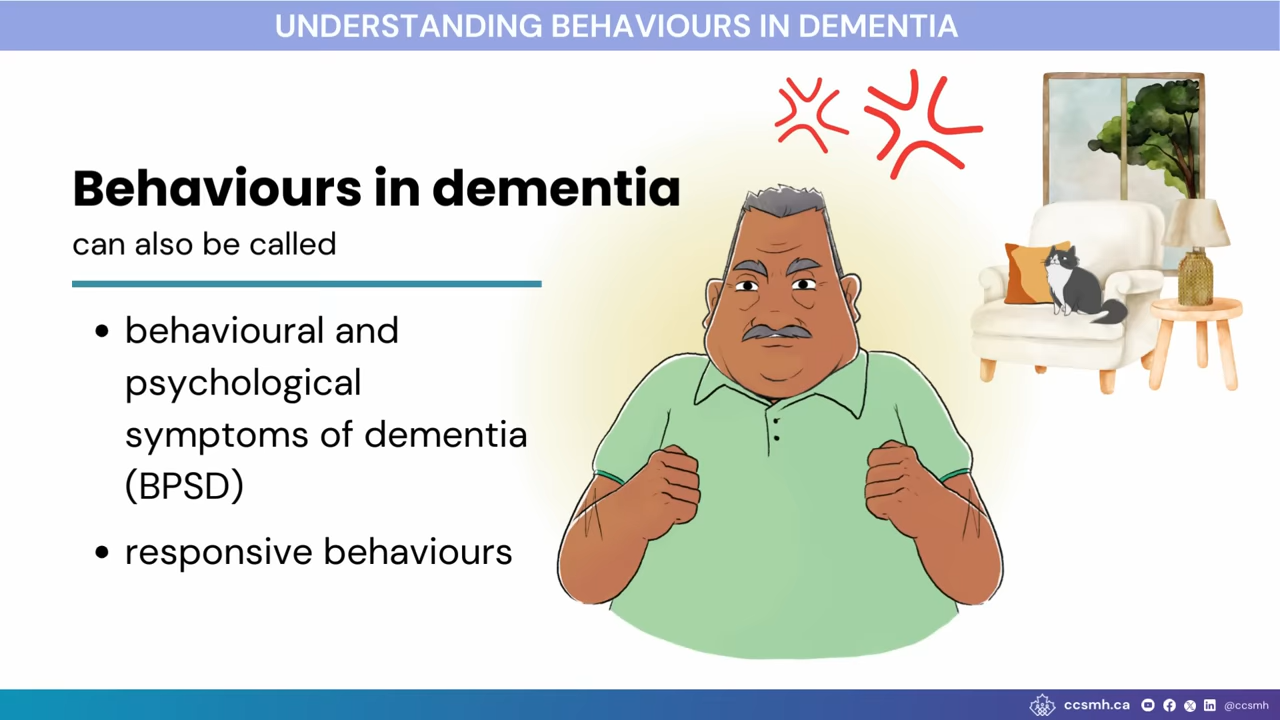 UNDERSTANDING BEHAVIOURS IN DEMENTIA
Behaviours in dementia
can also be called
• behavioural and
psychological
symptoms of dementia
(BPSD)
• responsive behaviours
ccsmh.ca
@ccsmh